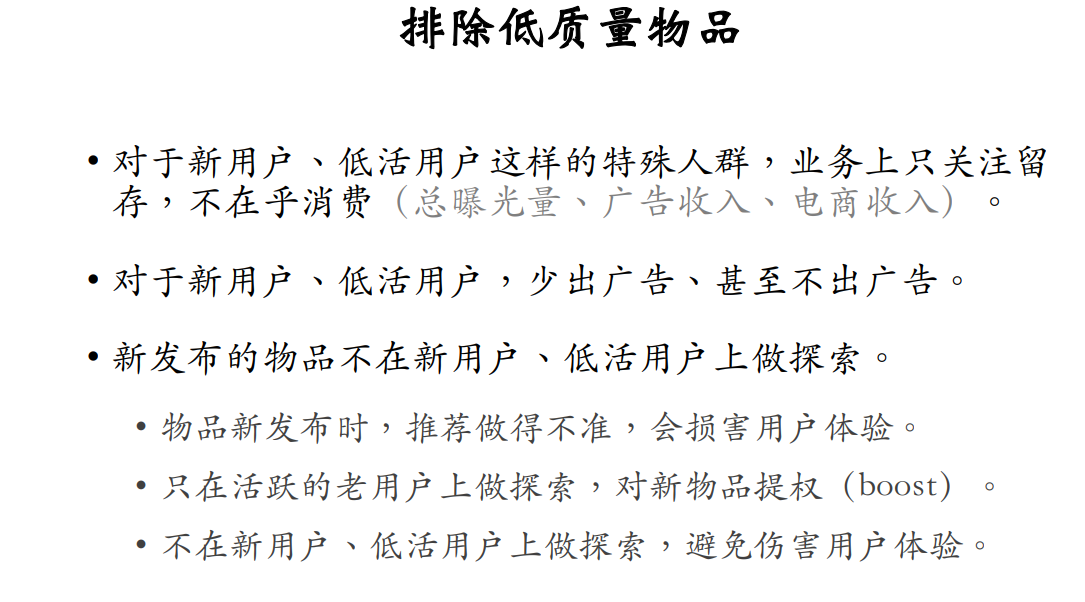 排除低质量物品
• 对于新用户、低活用户这样的特殊人群，业务上只关注留
存，不在乎消费（总曝光量、广告收入、电商收入）。
• 对于新用户、低活用户，少出广告、甚至不出广告。
• 新发布的物品不在新用户、低活用户上做探索。
• 物品新发布时，推荐做得不准，会损害用户体验。
• 只在活跃的老用户上做探索，对新物品提权（boost）。
• 不在新用户、低活用户上做探索，避免伤害用户体验。